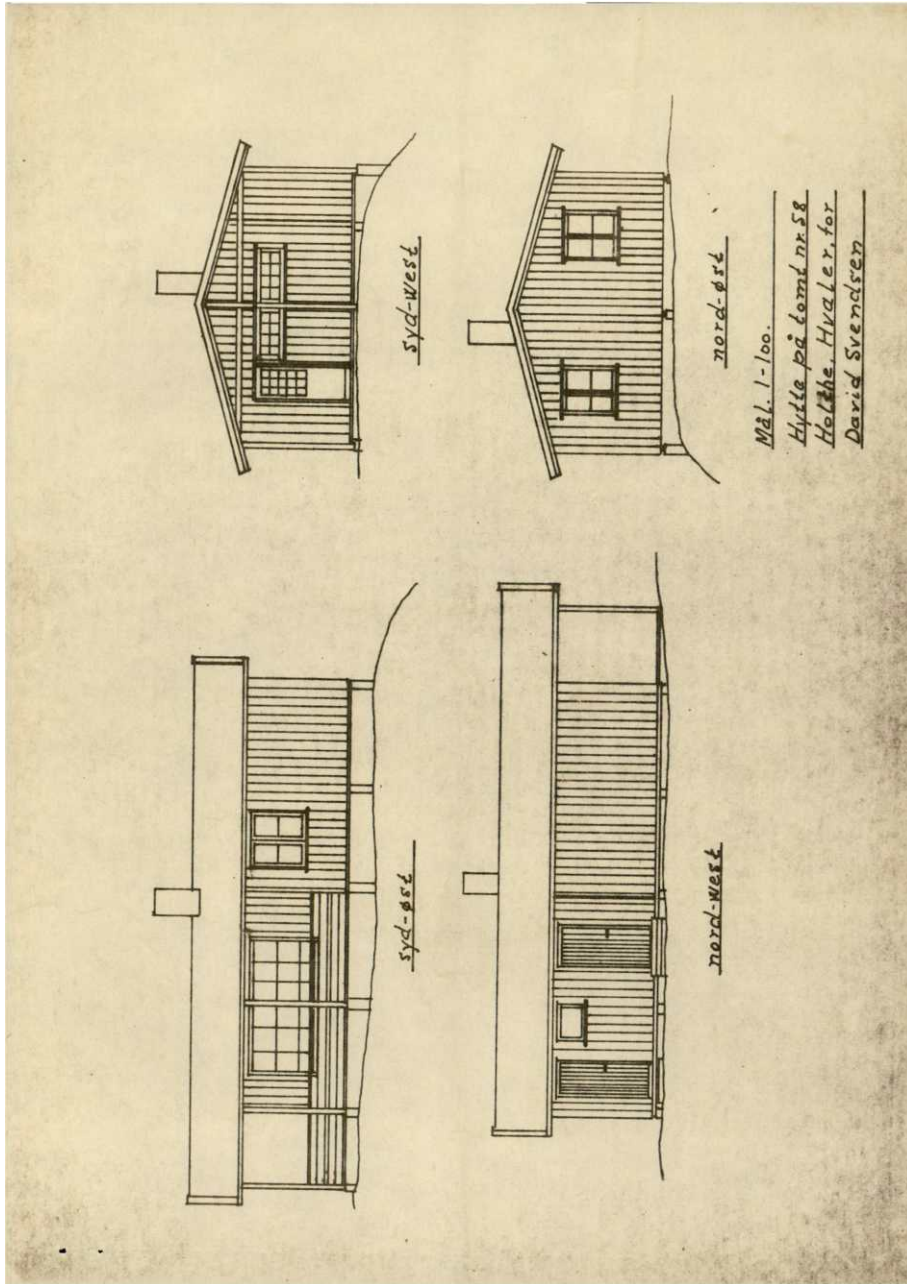 syd-west
nord-øst
syd-øst
nord-west
Mål. 1-100.
Hytte på tomt nr. 58
Holthe. Hvaler, for
David Svendsen